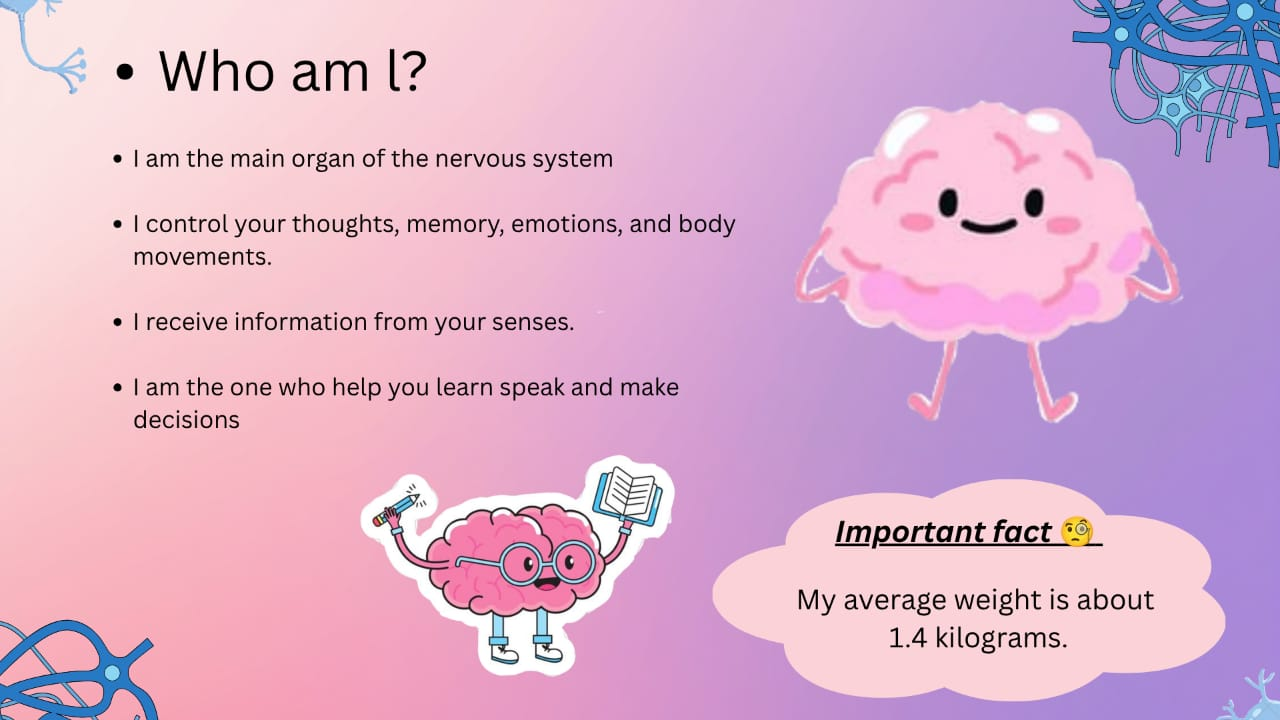 • Who am l?
• I am the main organ of the nervous system
• I control your thoughts, memory, emotions, and body
movements.
• I receive information from your senses.
• I am the one who help you learn speak and make
decisions
Important fact 🧐
My average weight is about
1.4 kilograms.